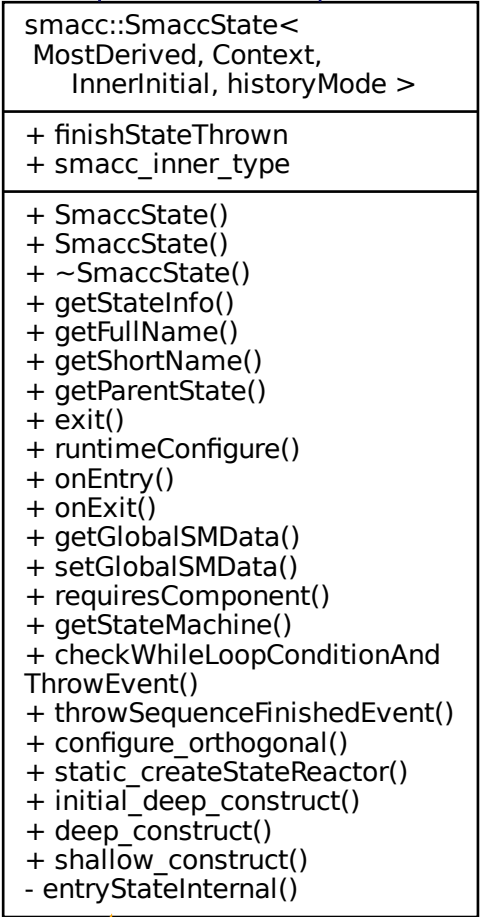 smacc::SmaccState<
MostDerived, Context,
InnerInitial, historyMode >
+ finishStateThrown
+ smacc_inner_type
+ SmaccState()
+ SmaccState()
+ ~SmaccState()
+ getStateInfo()
+ getFullName()
+ getShortName()
+ getParentState()
+ exit()
+ runtimeConfigure()
+ onEntry()
+ onExit()
+ getGlobalSMData()
+ setGlobalSMData()
+ requiresComponent()
+ getStateMachine()
+ checkWhileLoopConditionAnd
ThrowEvent()
+ throwSequenceFinishedEvent()
+ configure_orthogonal()
+ static_createStateReactor()
+ initial_deep_construct()
+ deep_construct()
+ shallow_construct()
- entryStateInternal()